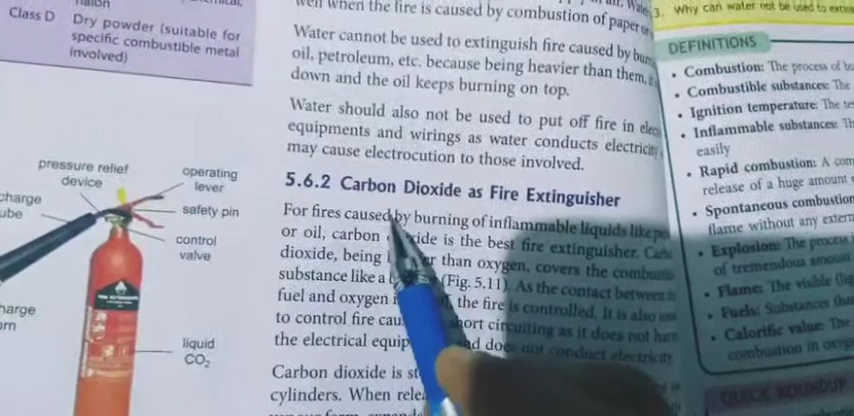 halon
Class D Dry powder (suitable for
specific combustible metal
involved)
pressure relief
device
operating
lever
safety pin
control
valve
liquid
CO₂
well when the fire is caused by combustion of paper or
Water cannot be used to extinguish fire caused by
oil, petroleum, etc. because being heavier than them,
down and the oil keeps burning on top.
Water should also not be used to put off fire in
equipments and wirings as water conducts electricity
may cause electrocution to those involved.
5.6.2 Carbon Dioxide as Fire Extinguisher
For fires caused by burning of inflammable liquids like
or oil, carbon is the best fire extinguisher.
dioxide, being than oxygen, covers the
substance like a (Fig. 5.11). As the contact between
fuel and oxygen the fire is controlled. It is also
to control fire short circuiting as it does not
the electrical and does not conduct electricity
Carbon dioxide is
cylinders. When
3. Why can water not be used to
DEFINITIONS
• Combustion: The process of
• Combustible substances: The
• Ignition temperature: The
• Inflammable substances:
easily
• Rapid combustion: A
release of a huge amount
• Spontaneous combustion
flame without any
• Explosion: The process
of tremendous amount
• Flame: The visible
• Fuels: Substances
• Calorific value: The
combustion in
QUICK ROUNDUP